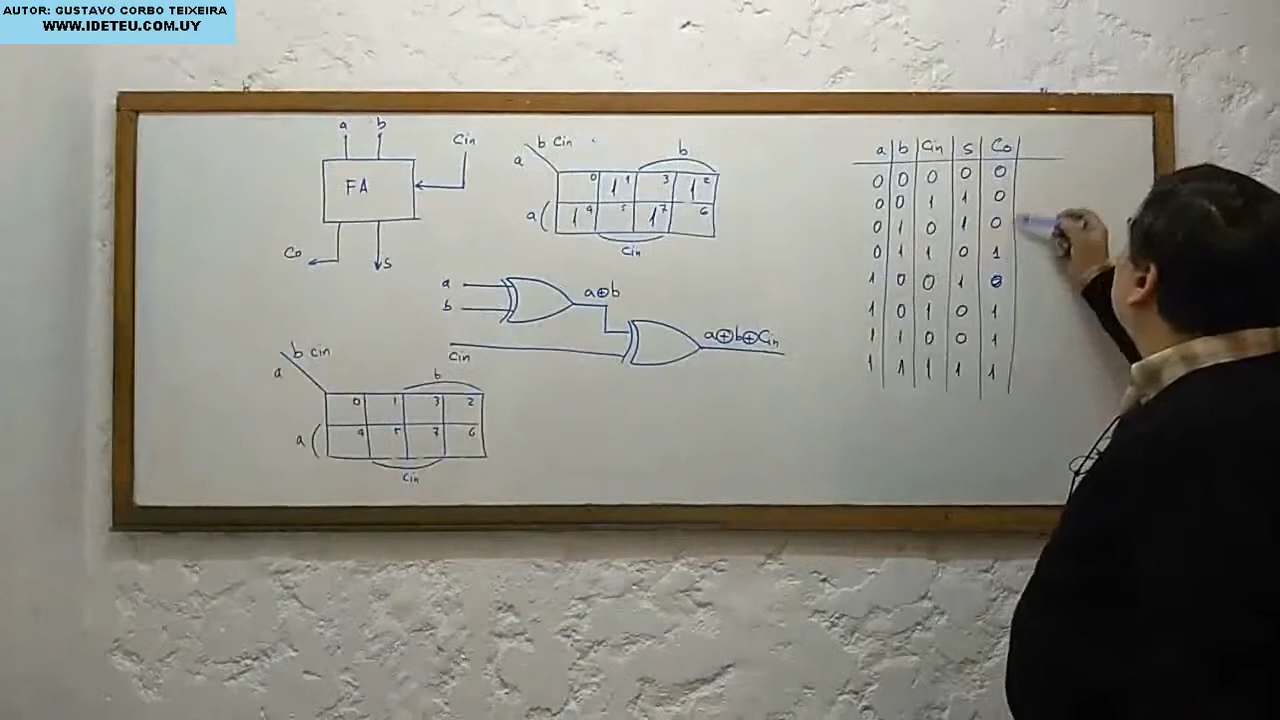 AUTOR: GUSTAVO CORBO TEIXEIRA
WWW.IDETEU.COM.UY
a b
Cin
FA
Co
S
b Cin
a
b
0 1 1 3 1 2
a ( 1 4 5 1 7 6
Cin
a
b
a⊕b
Cin
a⊕b⊕Cin
b cin
a
b
0 1 3 2
a ( 4 5 7 6
Cin
a b Cin S Co
0 0 0 0 0
0 0 1 1 0
0 1 0 1 0
0 1 1 0 1
1 0 0 1 0
1 0 1 0 1
1 1 0 0 1
1 1 1 1 1